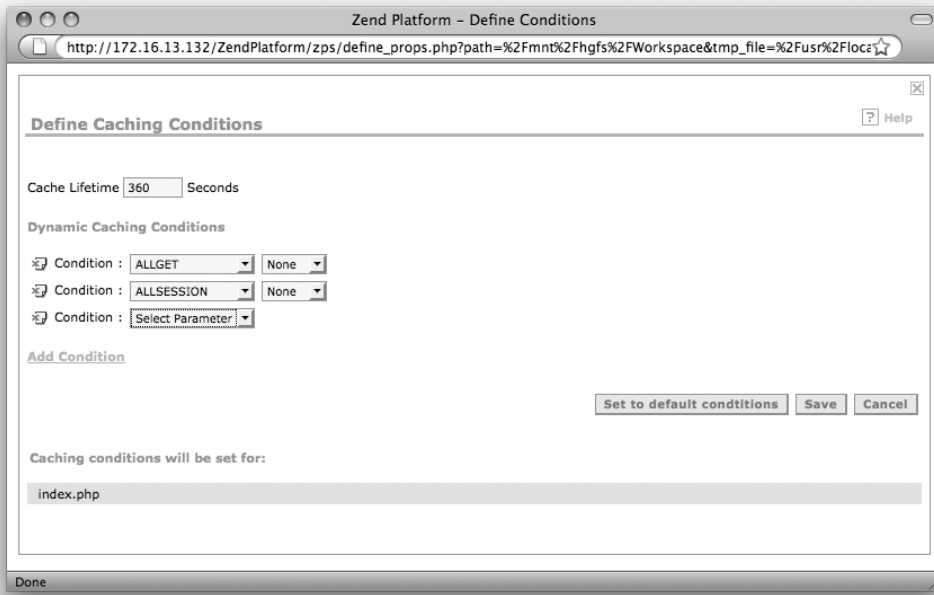 Zend Platform – Define Conditions
http://172.16.13.132/ZendPlatform/zps/define_props.php?path=%2Fmnt%2Fhgfs%2FWorkspace&tmp_file=%2Fusr%2Floca
Define Caching Conditions
? Help
Cache Lifetime 360 Seconds
Dynamic Caching Conditions
Condition : ALLGET None
Condition : ALLSESSION None
Condition : Select Parameter
Add Condition
Set to default condtitions Save Cancel
Caching conditions will be set for:
index.php
Done